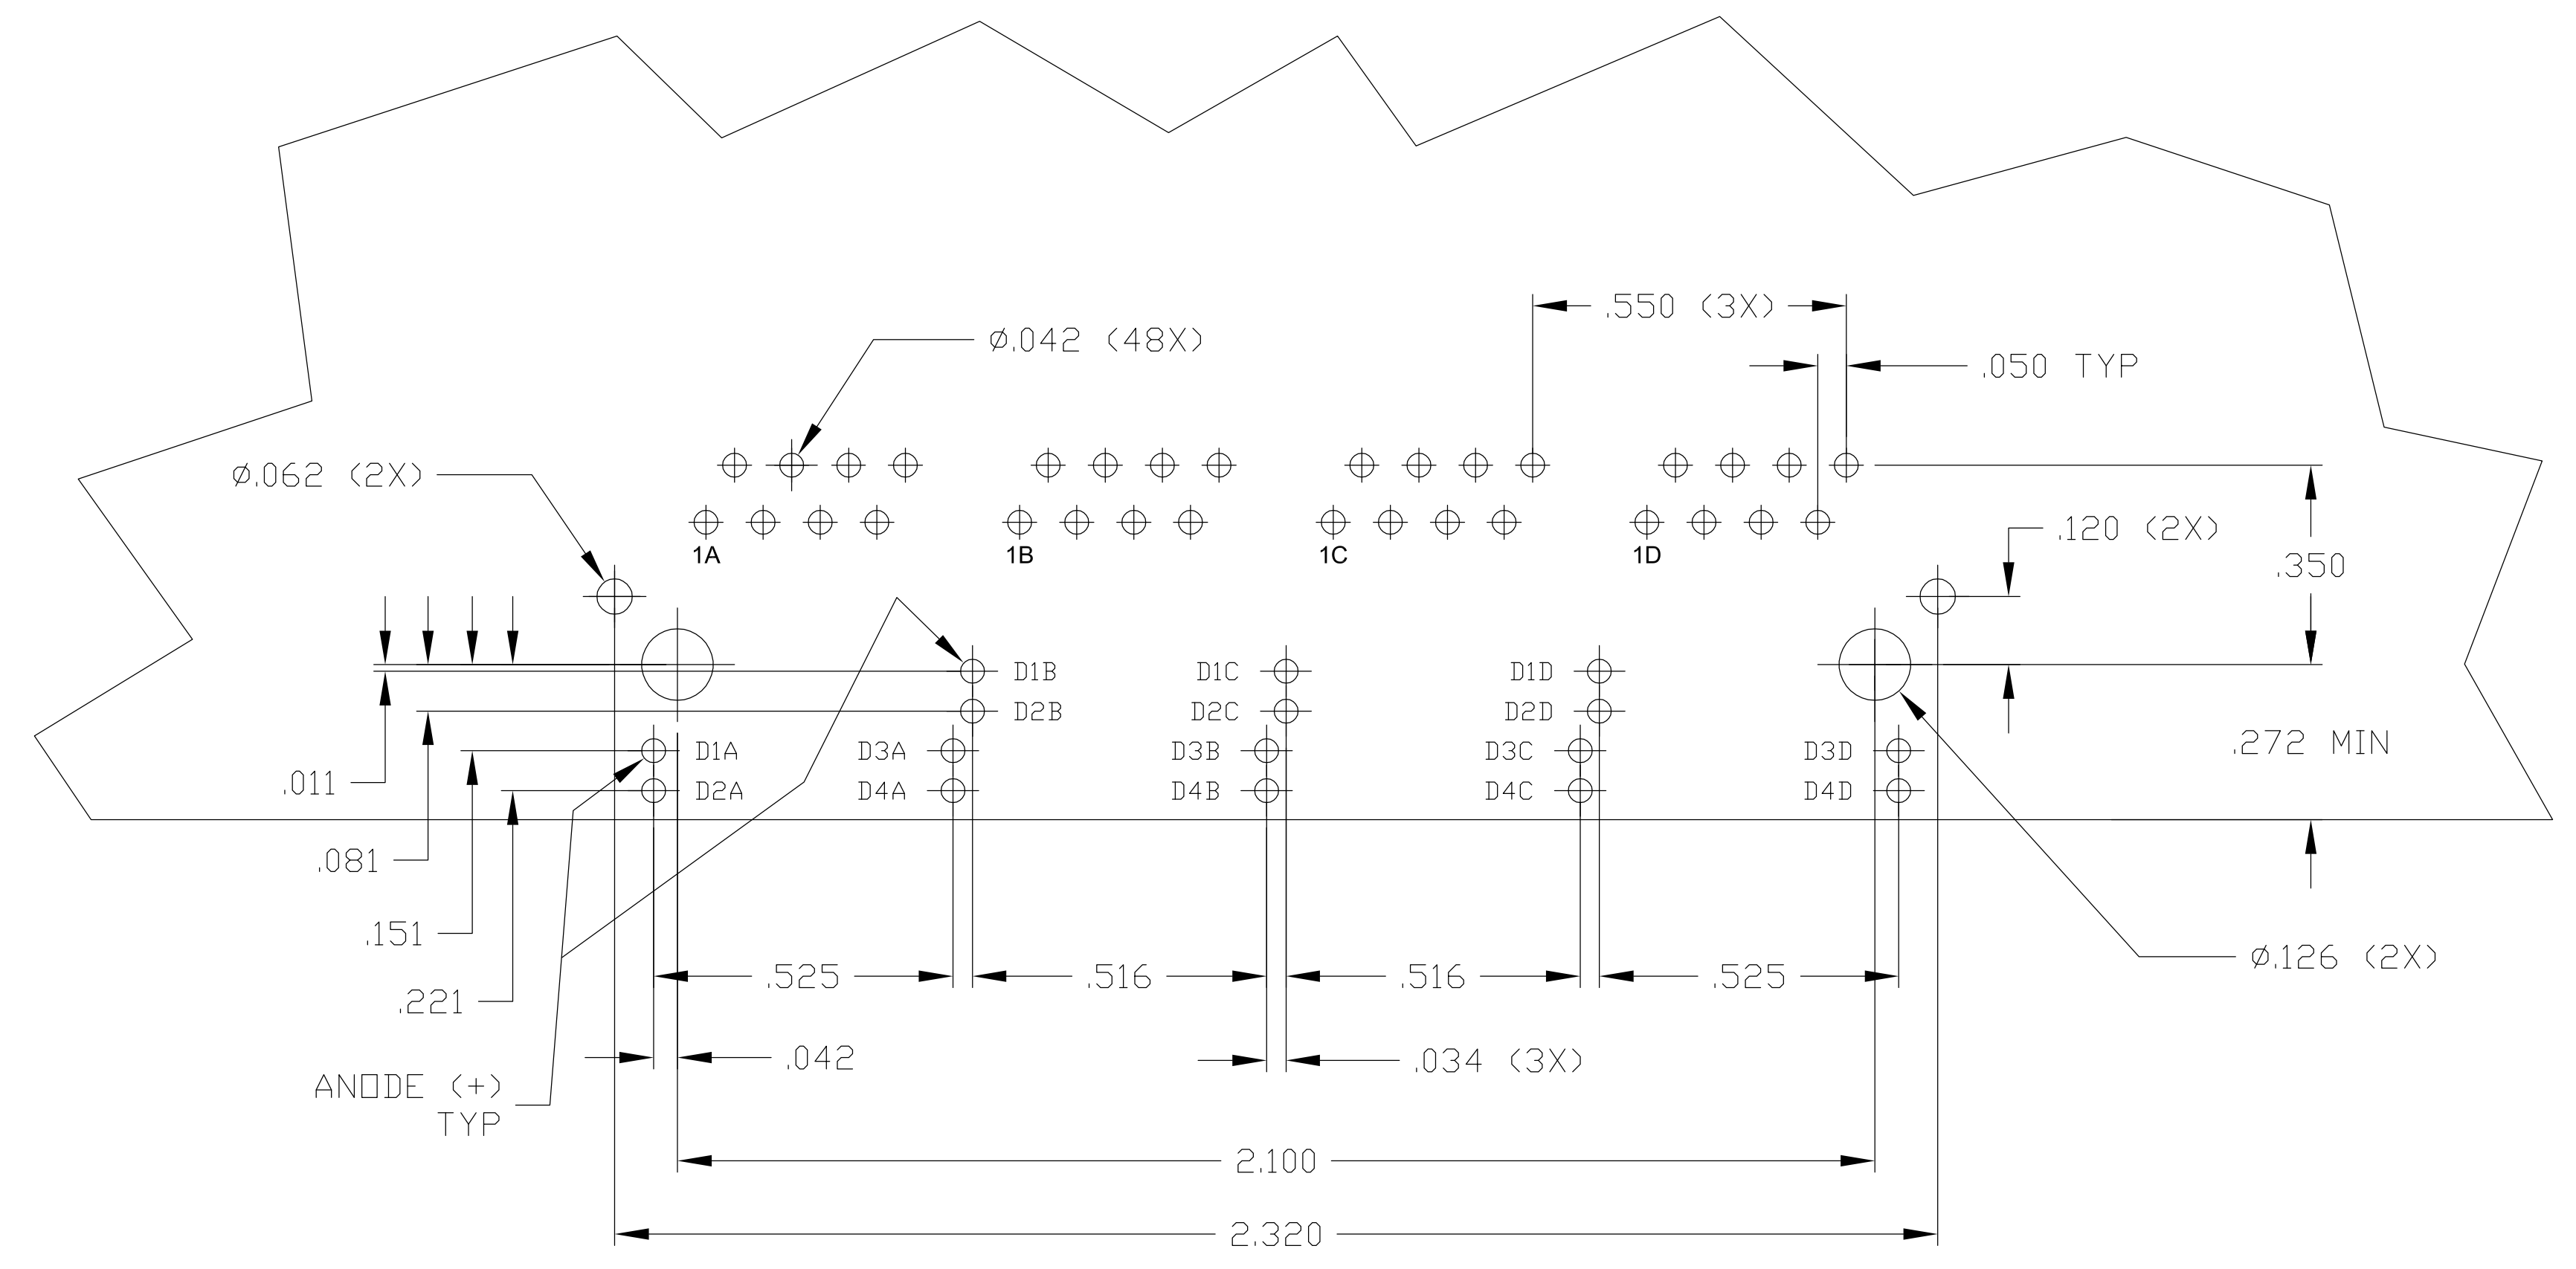 .550 (3X)
Ø.042 (48X)
.050 TYP
Ø.062 (2X)
.120 (2X)
1A
1B
1C
1D
.350
D1B
D1C
D1D
D2B
D2C
D2D
.272 MIN
D1A
D3A
D3B
D3C
D3D
.011
D2A
D4A
D4B
D4C
D4D
.081
.151
Ø.126 (2X)
.525
.516
.516
.525
.221
.042
.034 (3X)
ANODE (+)
TYP
2.100
2.320